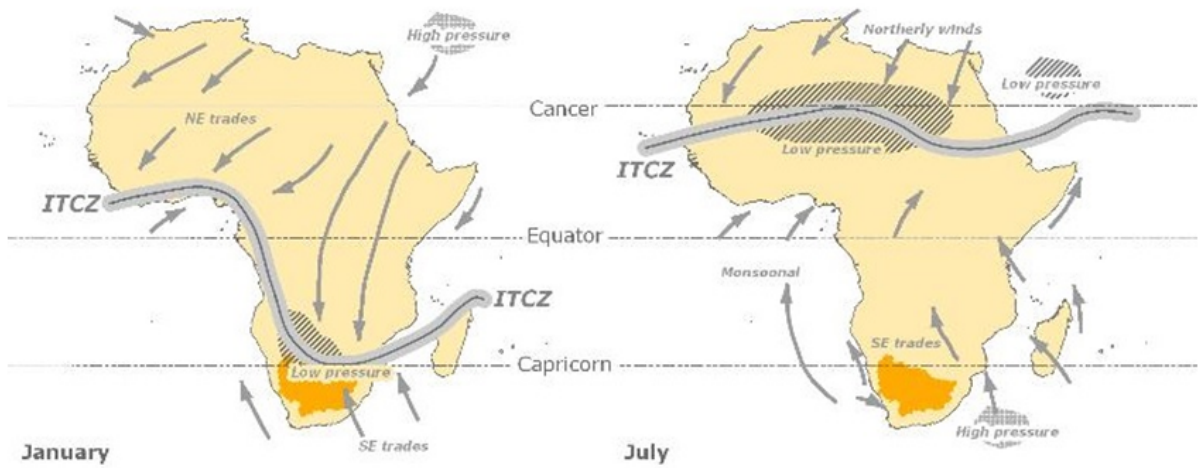 High pressure
NE trades
ITCZ
ITCZ
Low pressure
SE trades
January
Cancer
Equator
Capricorn
Northerly winds
Low pressure
Low pressure
ITCZ
Monsoonal
SE trades
High pressure
July